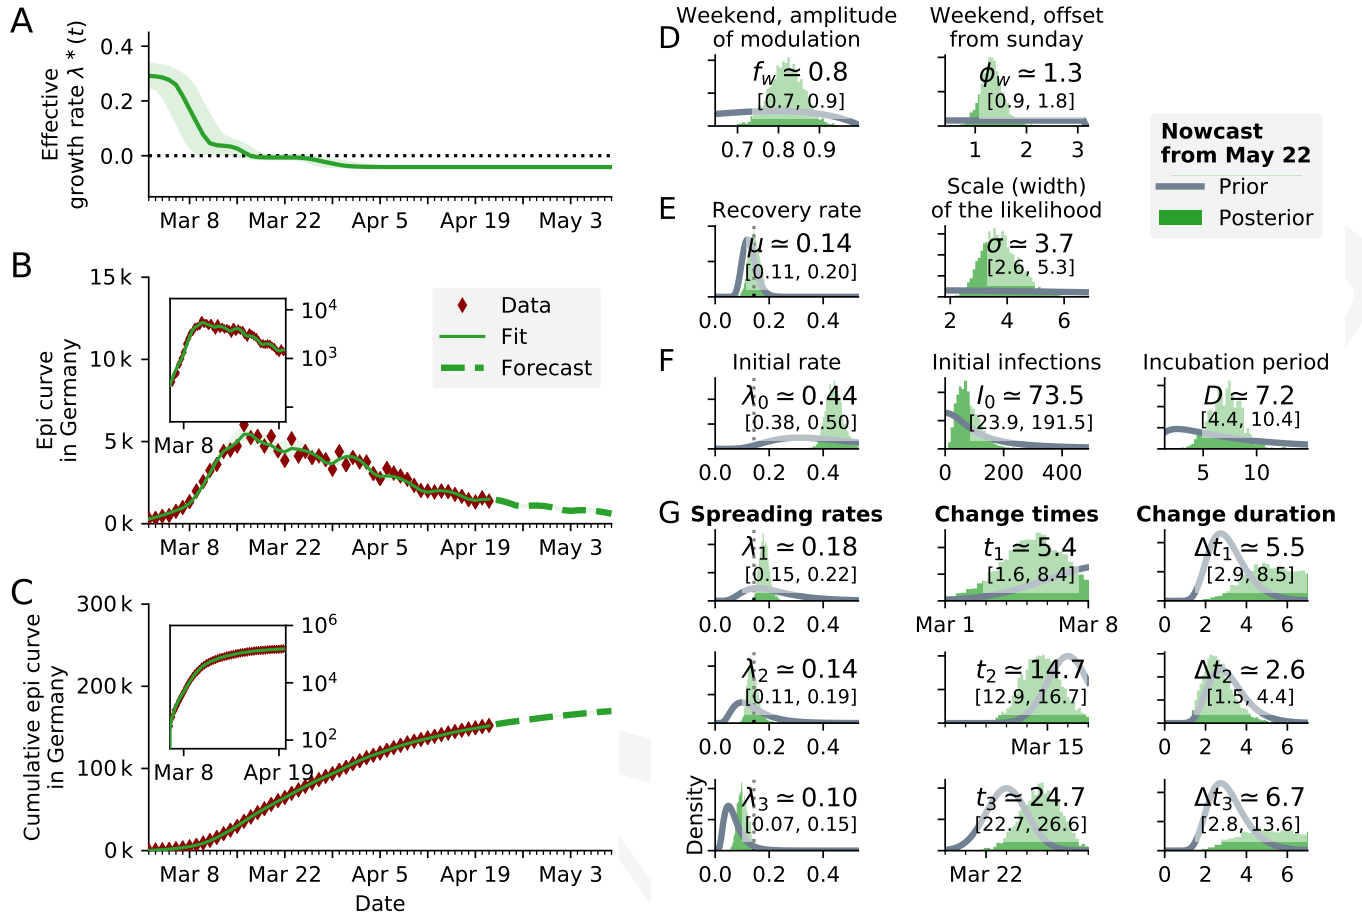 A
Effective
growth rate λ*(t)
0.4
0.2
0.0
Mar 8 Mar 22 Apr 5 Apr 19 May 3
B
Epi curve
in Germany
15 k
10 k
5 k
0 k
10⁴
10³
Mar 8
Data
Fit
Forecast
Mar 8 Mar 22 Apr 5 Apr 19 May 3
C
Cumulative epi curve
in Germany
300 k
200 k
100 k
0 k
10⁶
10⁴
10²
Mar 8 Apr 19
Mar 8 Mar 22 Apr 5 Apr 19 May 3
Date
D
Weekend, amplitude
of modulation
f_w ≃ 0.8
[0.7, 0.9]
0.7 0.8 0.9
Weekend, offset
from sunday
ϕ_w ≃ 1.3
[0.9, 1.8]
1 2 3
Nowcast
from May 22
Prior
Posterior
E
Recovery rate
μ ≃ 0.14
[0.11, 0.20]
0.0 0.2 0.4
Scale (width)
of the likelihood
σ ≃ 3.7
[2.6, 5.3]
2 4 6
F
Initial rate
λ₀ ≃ 0.44
[0.38, 0.50]
0.0 0.2 0.4
Initial infections
I₀ ≃ 73.5
[23.9, 191.5]
0 200 400
Incubation period
D ≃ 7.2
[4.4, 10.4]
5 10
G
Spreading rates
λ₁ ≃ 0.18
[0.15, 0.22]
0.0 0.2 0.4
Change times
t₁ ≃ 5.4
[1.6, 8.4]
Mar 1 Mar 8
Change duration
Δt₁ ≃ 5.5
[2.9, 8.5]
0 2 4 6
λ₂ ≃ 0.14
[0.11, 0.19]
0.0 0.2 0.4
t₂ ≃ 14.7
[12.9, 16.7]
Mar 15
Δt₂ ≃ 2.6
[1.5, 4.4]
0 2 4 6
Density
λ₃ ≃ 0.10
[0.07, 0.15]
0.0 0.2 0.4
t₃ ≃ 24.7
[22.7, 26.6]
Mar 22
Δt₃ ≃ 6.7
[2.8, 13.6]
0 2 4 6